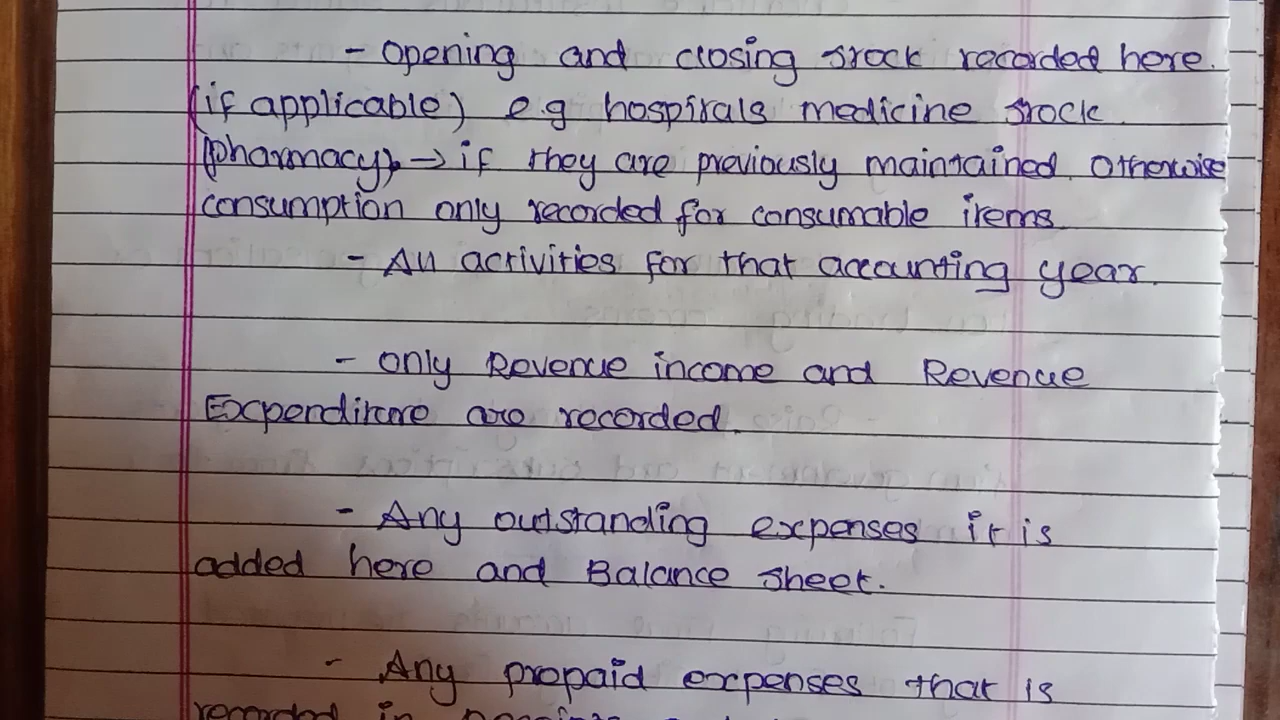 - Opening and closing stock recorded here.
(if applicable) e.g hospitals medicine stock
(pharmacy) → if they are previously maintained. Otherwise
consumption only recorded for consumable items
- All activities for that accounting year.
- only Revenue income and Revenue
Expenditure are recorded.
- Any outstanding expenses it is
added here and Balance sheet.
- Any prepaid expenses that is
recorded in